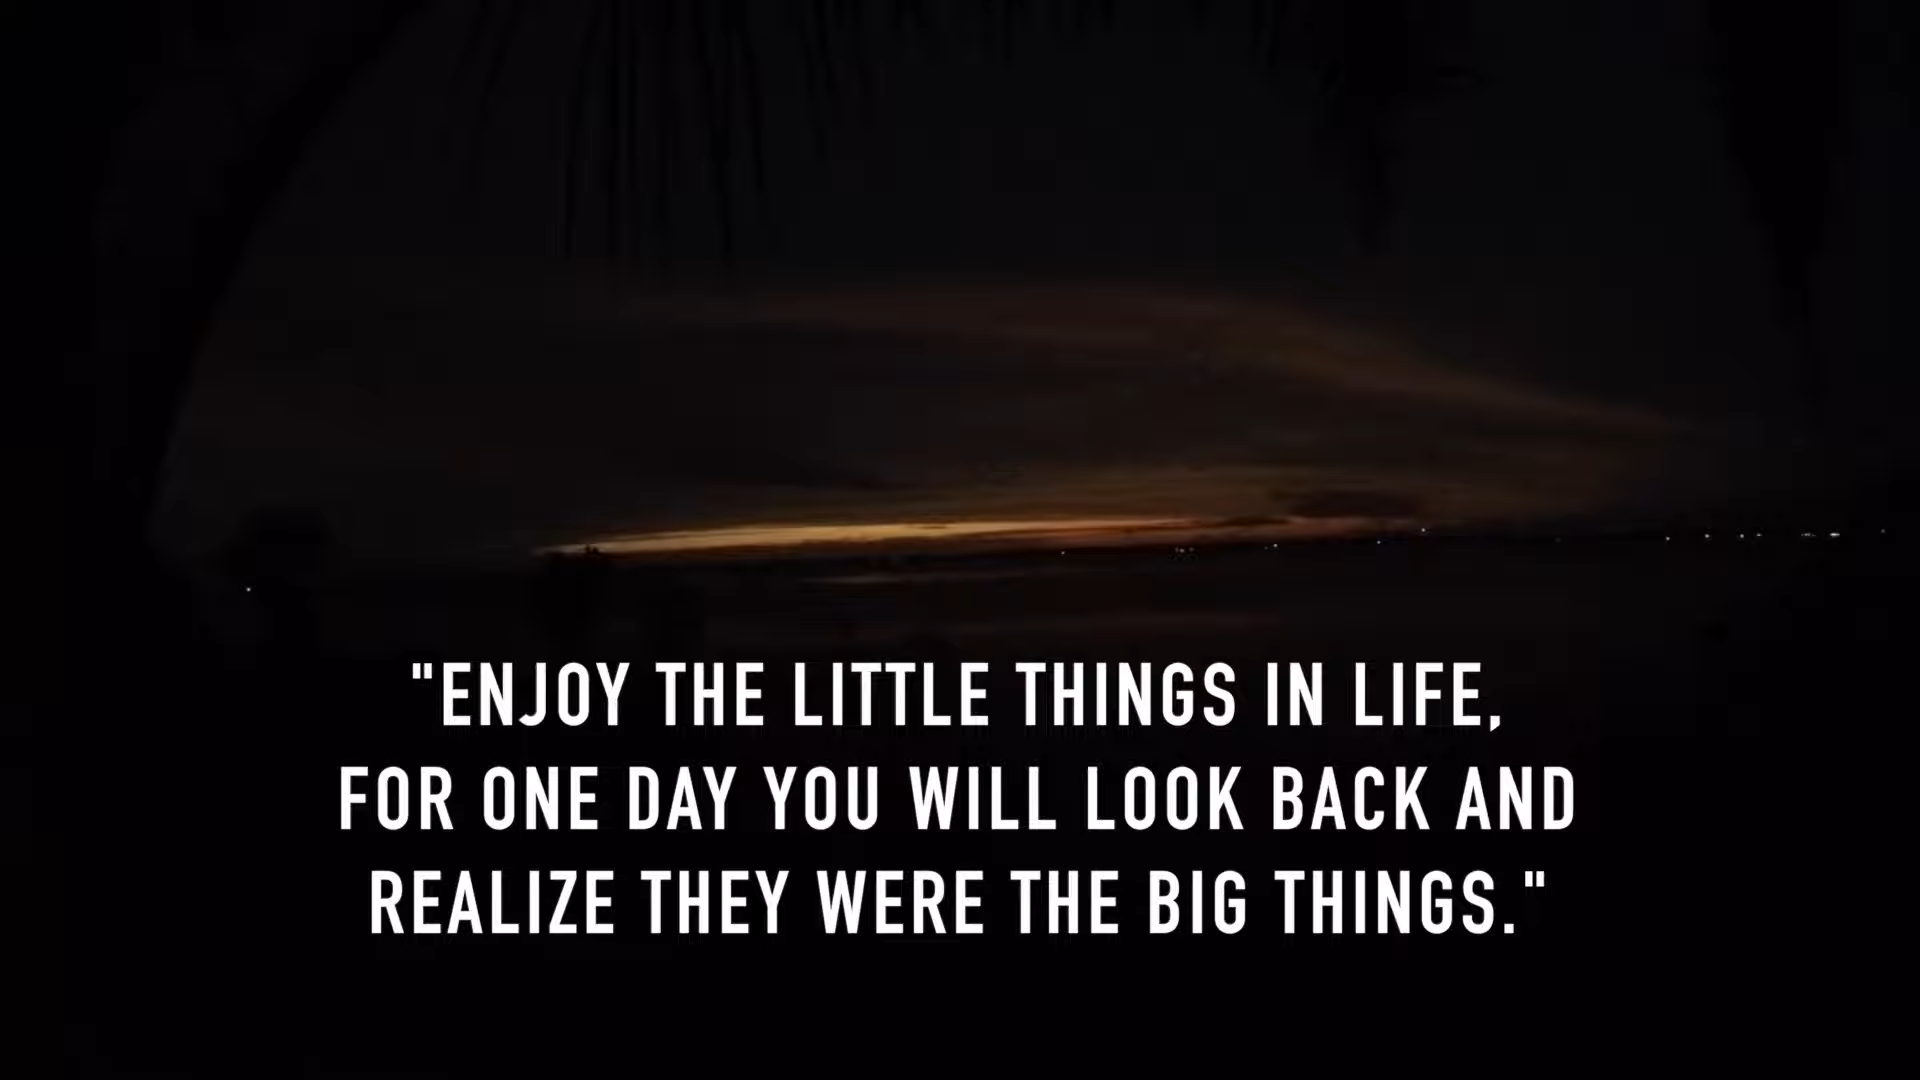 "ENJOY THE LITTLE THINGS IN LIFE,
FOR ONE DAY YOU WILL LOOK BACK AND
REALIZE THEY WERE THE BIG THINGS."